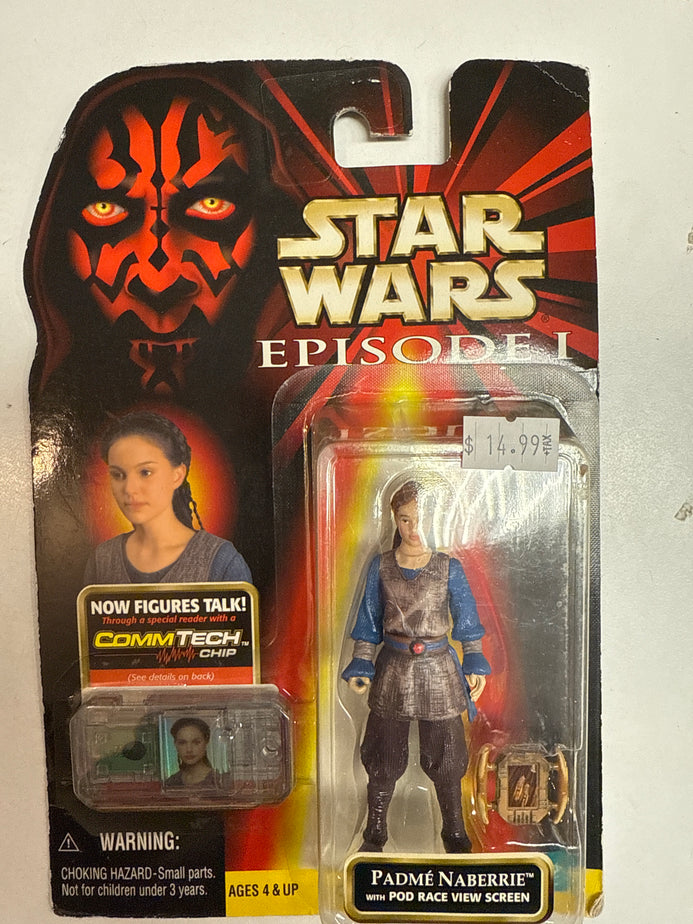 STAR
WARS®
EPISODE I
$ 14.99 +TAX
NOW FIGURES TALK!
Through a special reader with a
COMMTECH™
CHIP
(See details on back)
⚠ WARNING:
CHOKING HAZARD-Small parts.
Not for children under 3 years.
AGES 4 & UP
PADMÉ NABERRIE™
WITH POD RACE VIEW SCREEN